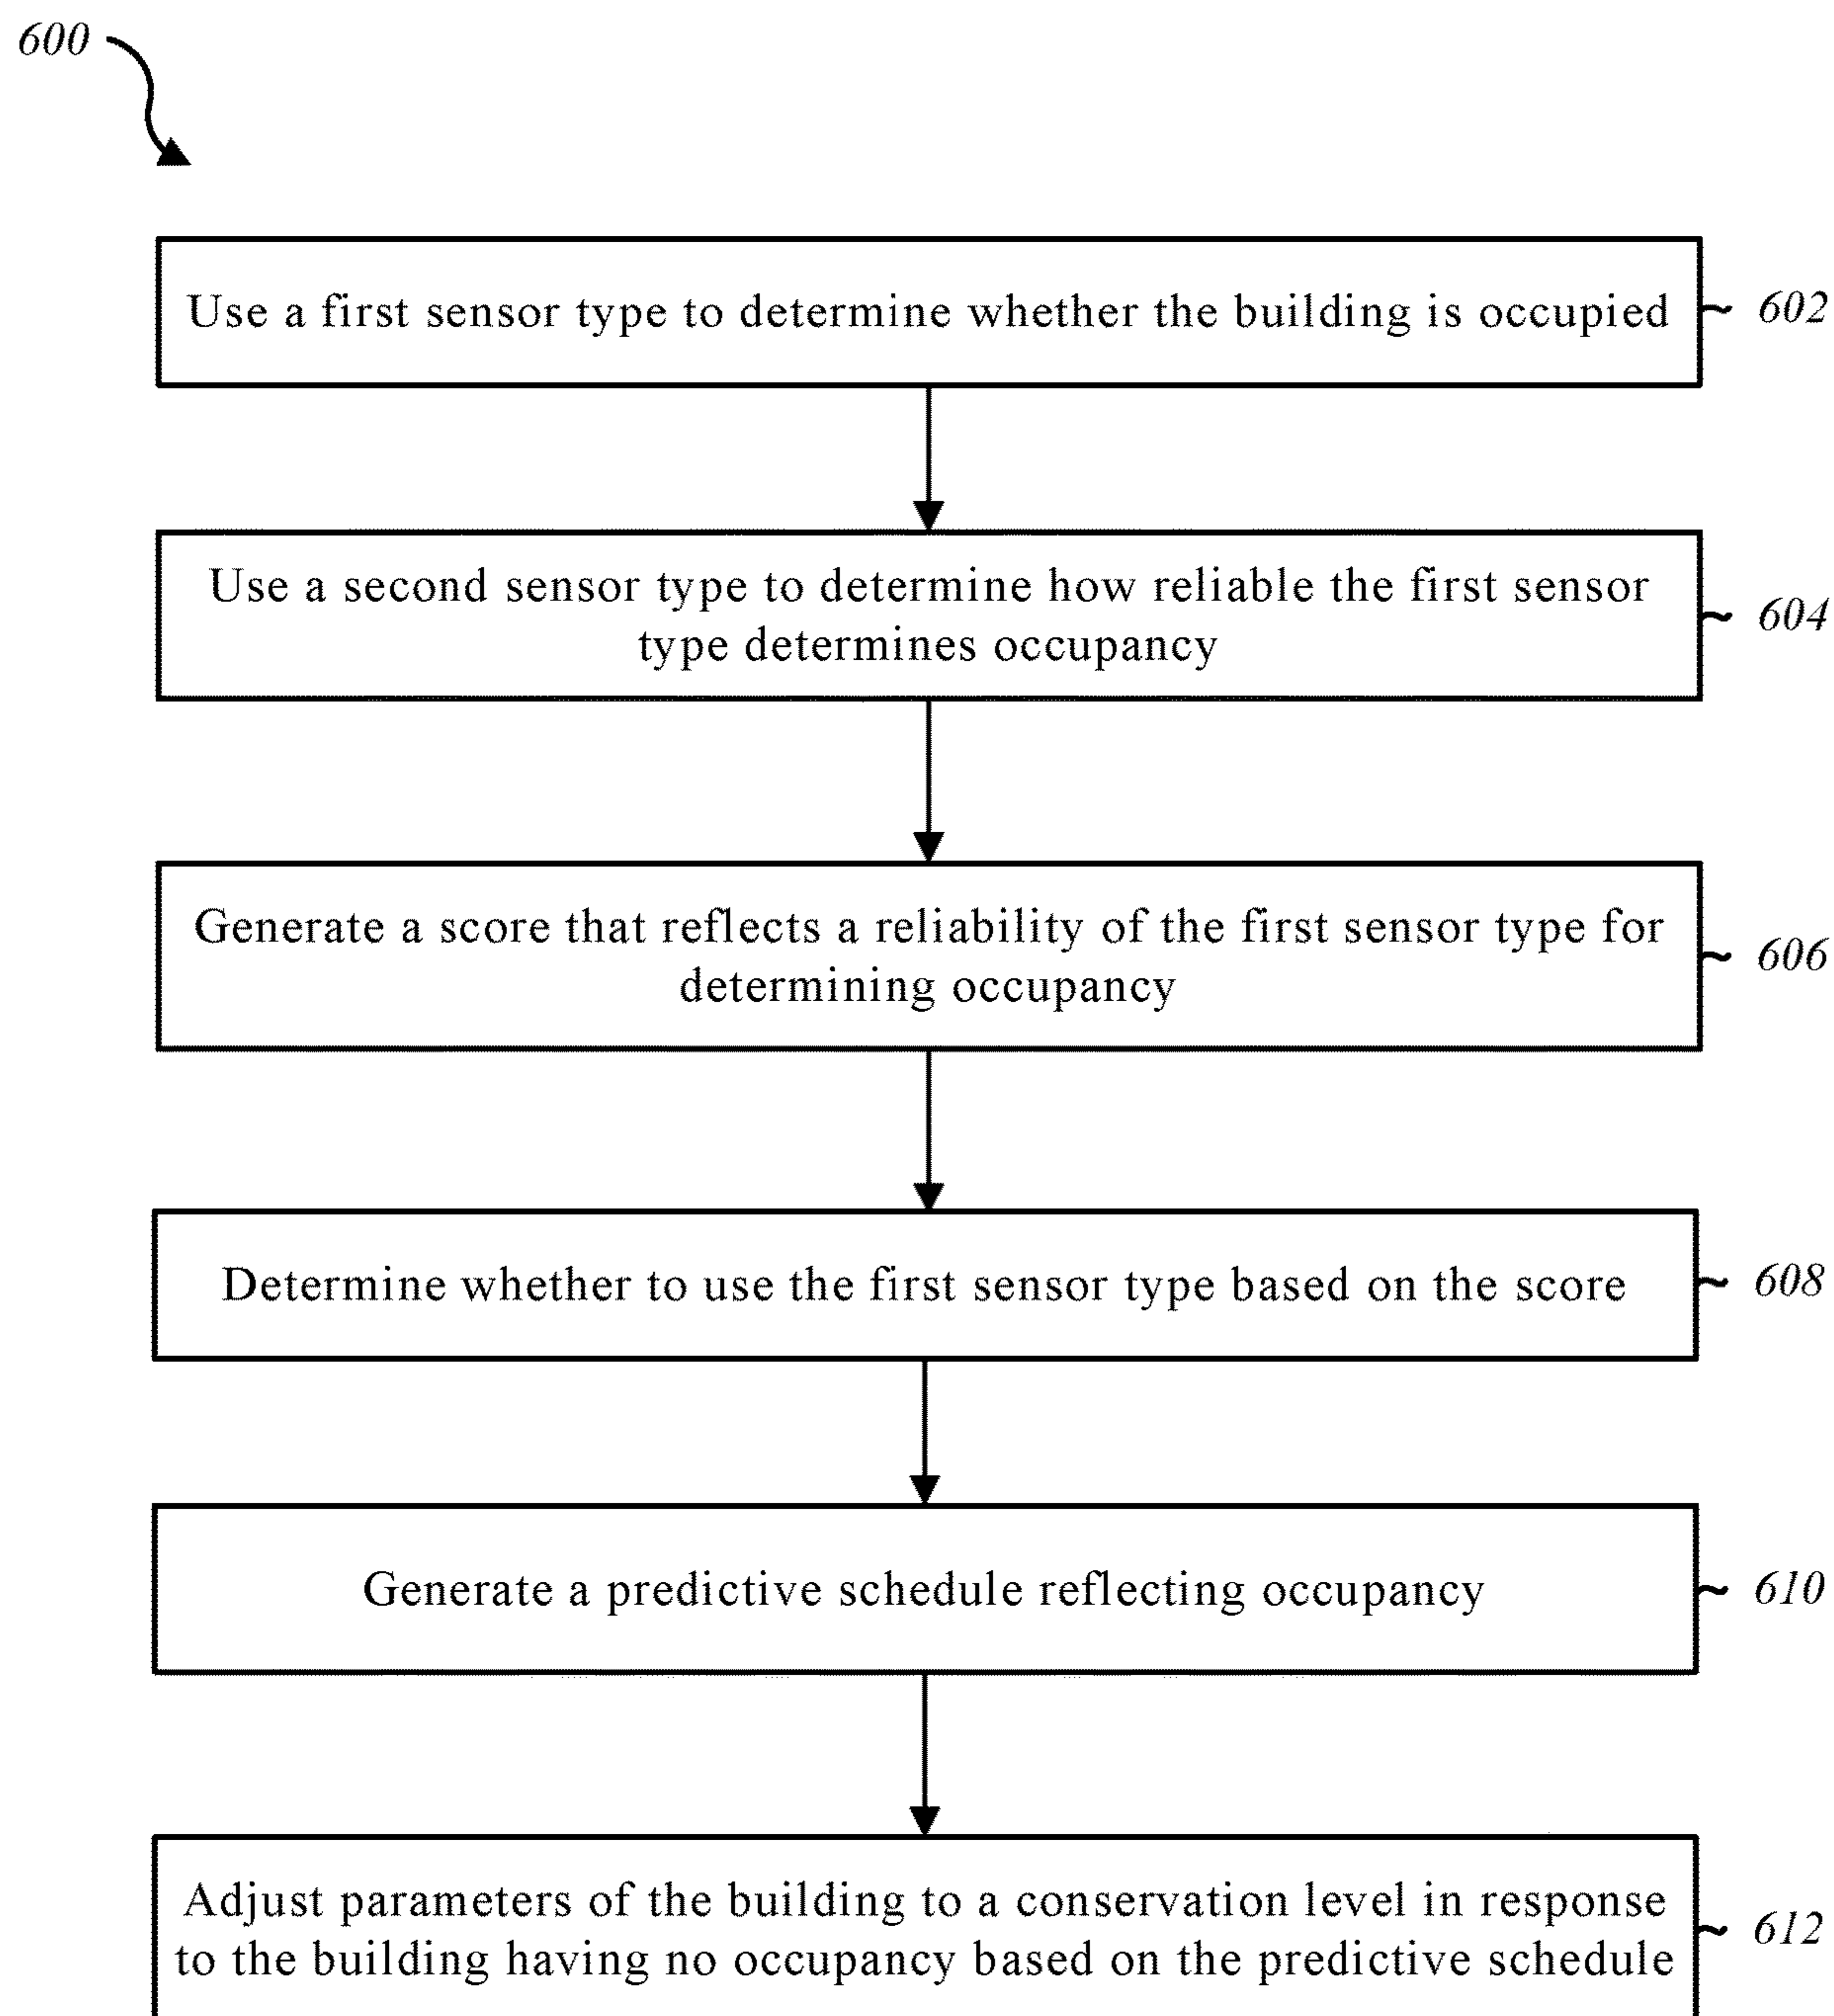 600
Use a first sensor type to determine whether the building is occupied
602
Use a second sensor type to determine how reliable the first sensor
type determines occupancy
604
Generate a score that reflects a reliability of the first sensor type for
determining occupancy
606
Determine whether to use the first sensor type based on the score
608
Generate a predictive schedule reflecting occupancy
610
Adjust parameters of the building to a conservation level in response
to the building having no occupancy based on the predictive schedule
612